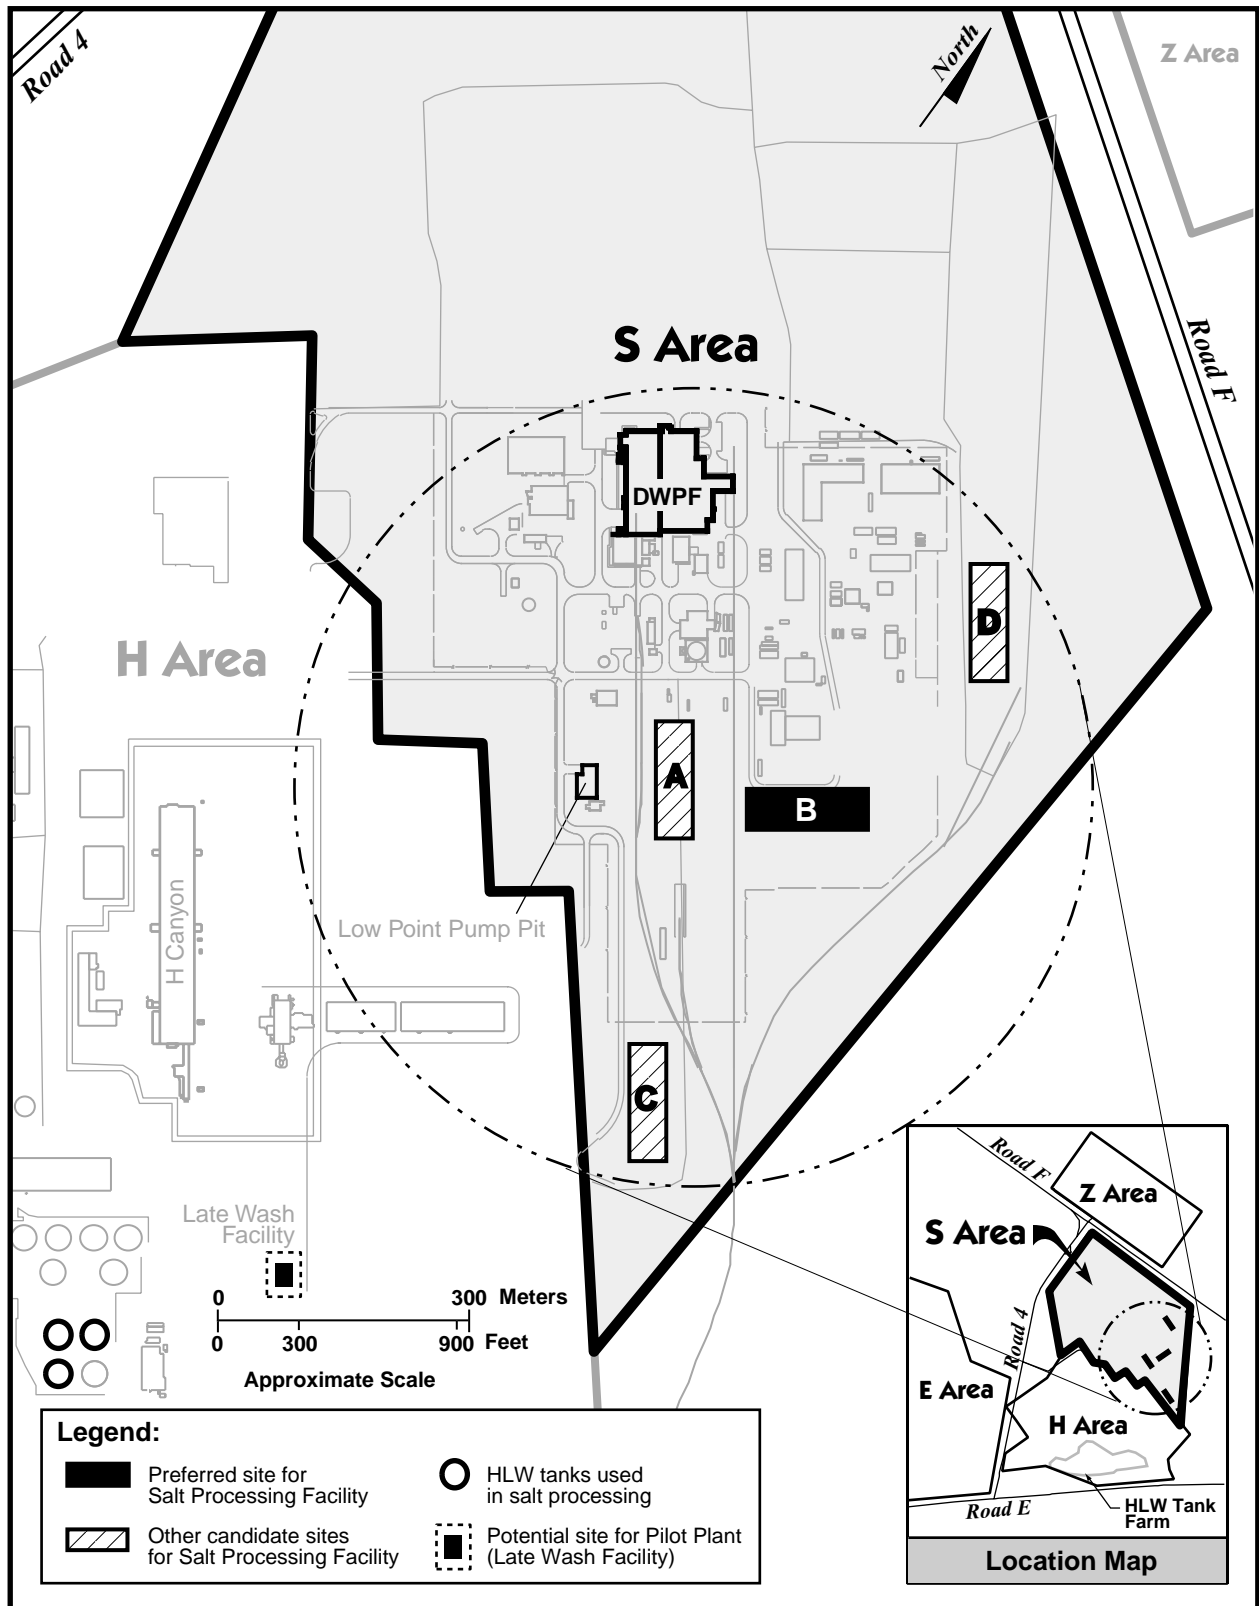 Road 4
North
Z Area
S Area
Road F
DWPF
D
H Area
A
B
H Canyon
Low Point Pump Pit
C
Late Wash
Facility
0
300 Meters
0
300
900 Feet
Approximate Scale
Legend:
Preferred site for
Salt Processing Facility
Other candidate sites
for Salt Processing Facility
HLW tanks used
in salt processing
Potential site for Pilot Plant
(Late Wash Facility)
Road F
Z Area
S Area
Road 4
E Area
H Area
Road E
HLW Tank
Farm
Location Map